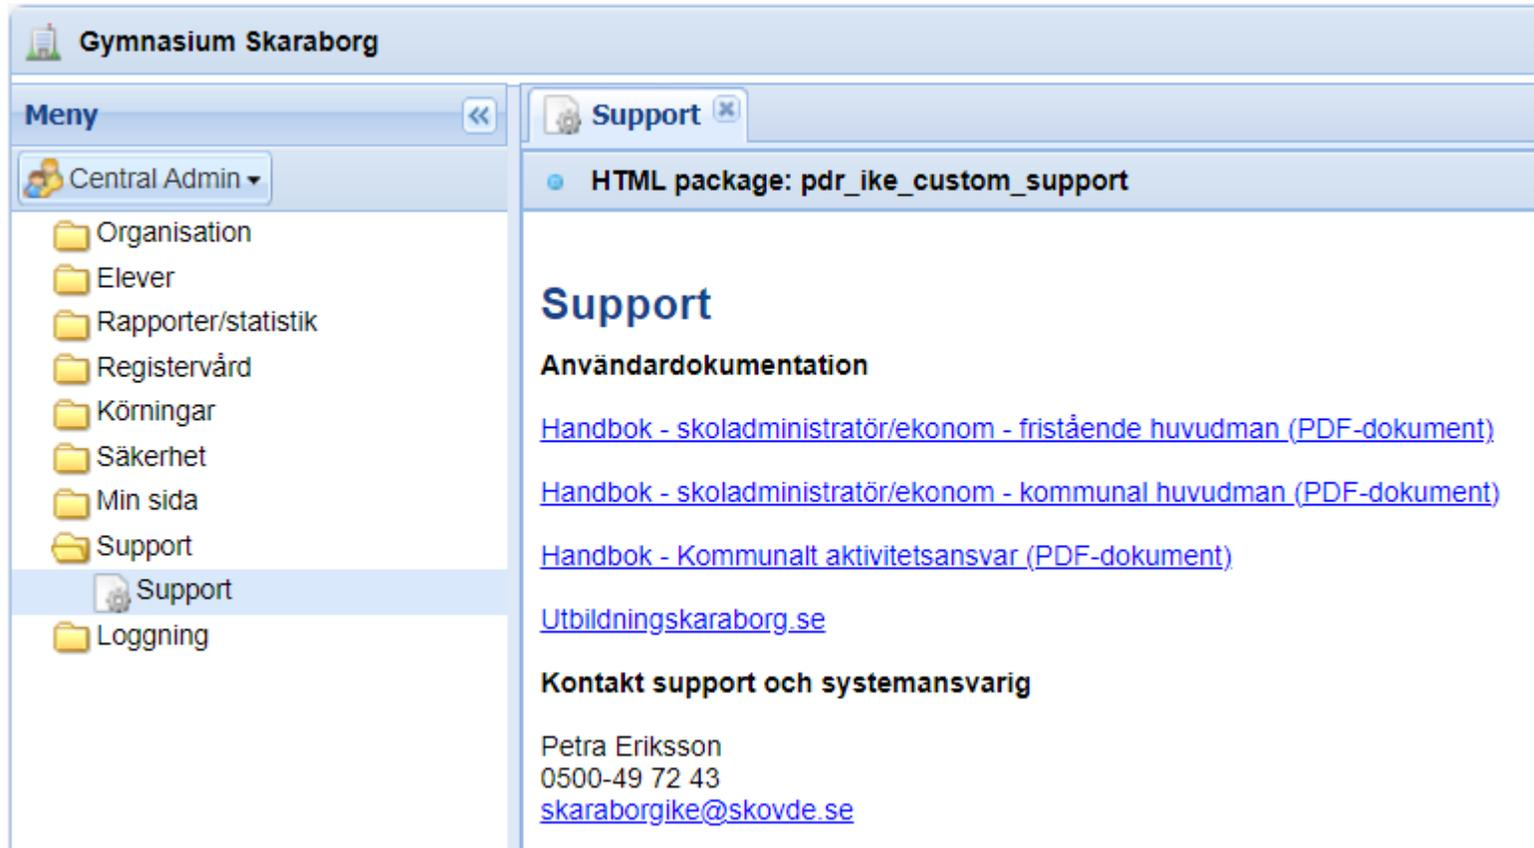 Gymnasium Skaraborg
Meny
Central Admin
Organisation
Elever
Rapporter/statistik
Registervård
Körningar
Säkerhet
Min sida
Support
Support
Loggning
Support
HTML package: pdr_ike_custom_support
Support
Användardokumentation
Handbok - skoladministratör/ekonom - fristående huvudman (PDF-dokument)
Handbok - skoladministratör/ekonom - kommunal huvudman (PDF-dokument)
Handbok - Kommunalt aktivitetsansvar (PDF-dokument)
Utbildningskaraborg.se
Kontakt support och systemansvarig
Petra Eriksson
0500-49 72 43
skaraborgike@skovde.se